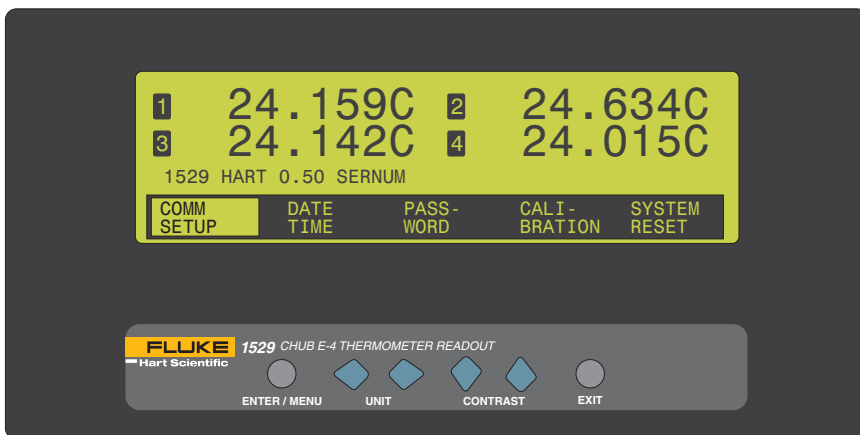 1 24.159C 2 24.634C
3 24.142C 4 24.015C
1529 HART 0.50 SERNUM
COMM DATE PASS- CALI- SYSTEM
SETUP TIME WORD BRATION RESET
FLUKE 1529 CHUB E-4 THERMOMETER READOUT
Hart Scientific
ENTER / MENU UNIT CONTRAST EXIT